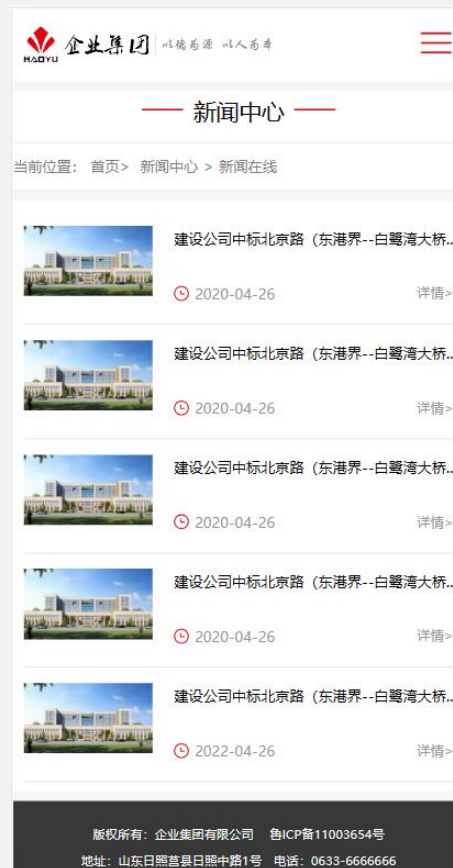 HAOYU 企业集团 以德为源 以人为本
新闻中心
当前位置: 首页> 新闻中心 > 新闻在线
建设公司中标北京路（东港界--白鹭湾大桥..
2020-04-26 详情>
建设公司中标北京路（东港界--白鹭湾大桥..
2020-04-26 详情>
建设公司中标北京路（东港界--白鹭湾大桥..
2020-04-26 详情>
建设公司中标北京路（东港界--白鹭湾大桥..
2020-04-26 详情>
建设公司中标北京路（东港界--白鹭湾大桥..
2022-04-26 详情>
版权所有: 企业集团有限公司 鲁ICP备11003654号
地址: 山东日照莒县日照中路1号 电话: 0633-6666666